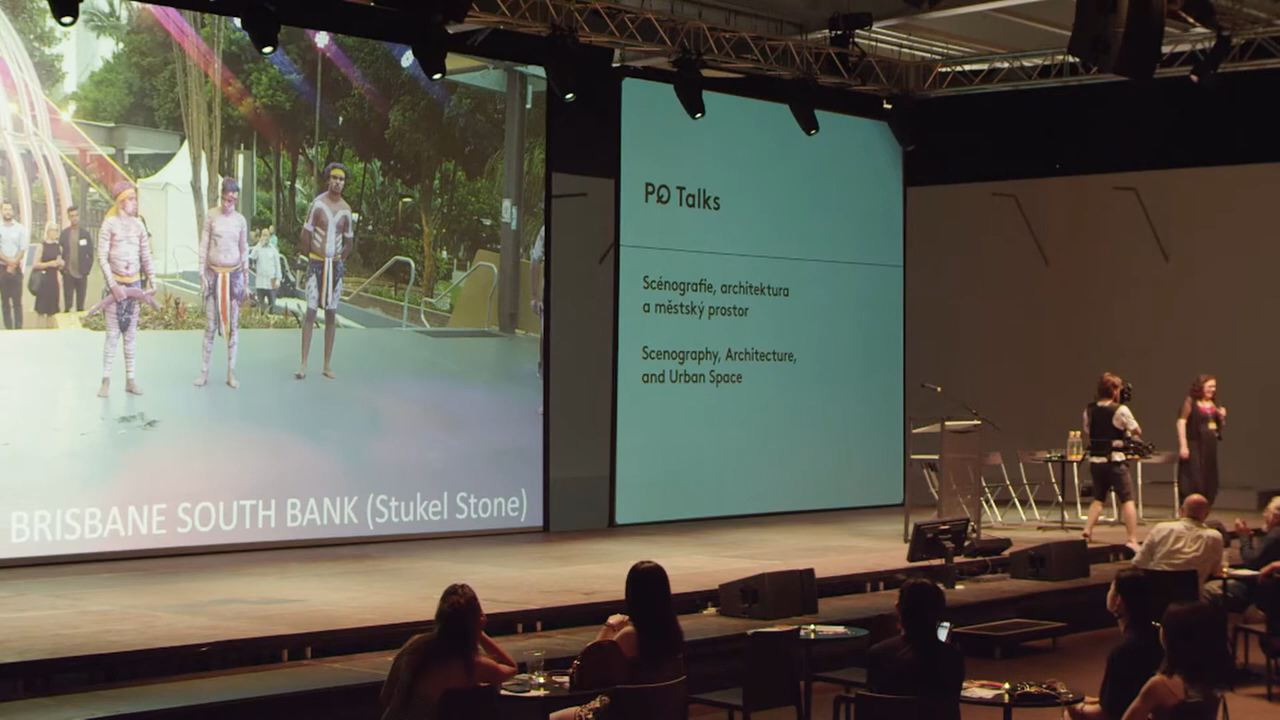 BRISBANE SOUTH BANK (Stukel Stone)
PQ Talks
Scénografie, architektura
a městský prostor
Scenography, Architecture,
and Urban Space